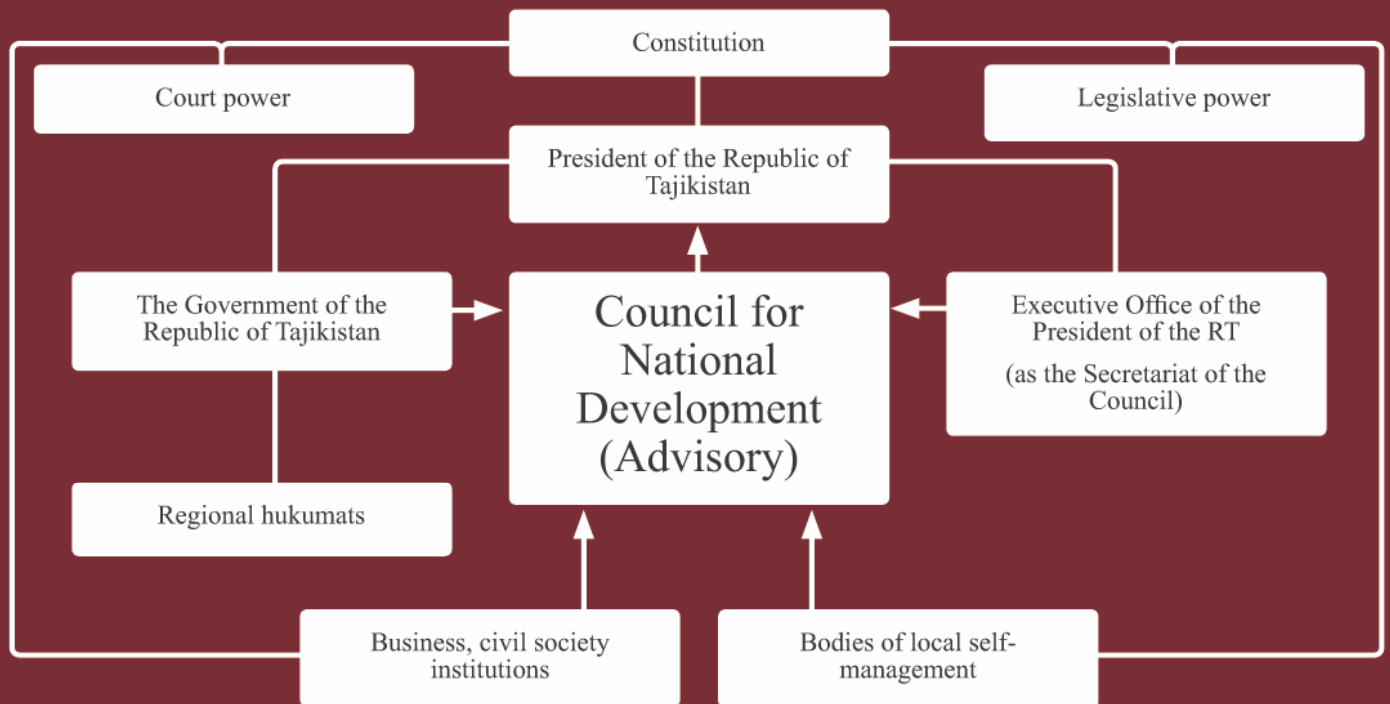 Constitution
Court power
Legislative power
President of the Republic of
Tajikistan
The Government of the
Republic of Tajikistan
Council for
National
Development
(Advisory)
Executive Office of the
President of the RT
(as the Secretariat of the
Council)
Regional hukumats
Business, civil society
institutions
Bodies of local self-
management